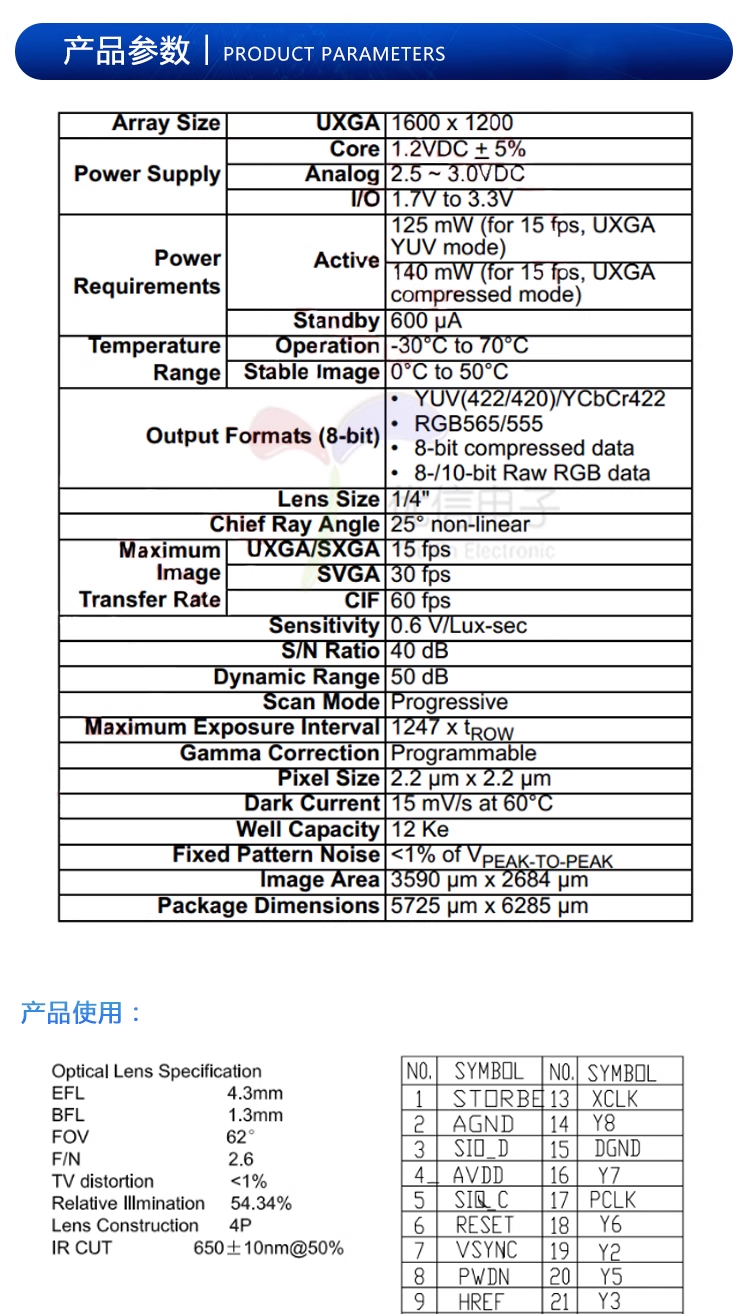 产品参数 | PRODUCT PARAMETERS
Array Size UXGA 1600 x 1200
Power Supply Core 1.2VDC ± 5%
Analog 2.5 ~ 3.0VDC
I/O 1.7V to 3.3V
Power Requirements Active 125 mW (for 15 fps, UXGA
YUV mode)
140 mW (for 15 fps, UXGA
compressed mode)
Standby 600 µA
Temperature Range Operation -30°C to 70°C
Stable Image 0°C to 50°C
Output Formats (8-bit) • YUV(422/420)/YCbCr422
• RGB565/555
• 8-bit compressed data
• 8-/10-bit Raw RGB data
Lens Size 1/4"
优信电子
Chief Ray Angle 25° non-linear
Maximum Image Transfer Rate UXGA/SXGA 15 fps
Electronic
SVGA 30 fps
CIF 60 fps
Sensitivity 0.6 V/Lux-sec
S/N Ratio 40 dB
Dynamic Range 50 dB
Scan Mode Progressive
Maximum Exposure Interval 1247 x tROW
Gamma Correction Programmable
Pixel Size 2.2 µm x 2.2 µm
Dark Current 15 mV/s at 60°C
Well Capacity 12 Ke
Fixed Pattern Noise <1% of VPEAK-TO-PEAK
Image Area 3590 µm x 2684 µm
Package Dimensions 5725 µm x 6285 µm
产品使用：
Optical Lens Specification
EFL 4.3mm
BFL 1.3mm
FOV 62°
F/N 2.6
TV distortion <1%
Relative Illmination 54.34%
Lens Construction 4P
IR CUT 650±10nm@50%
NO. SYMBOL NO. SYMBOL
1 STORBE 13 XCLK
2 AGND 14 Y8
3 SIO_D 15 DGND
4 AVDD 16 Y7
5 SIO_C 17 PCLK
6 RESET 18 Y6
7 VSYNC 19 Y2
8 PWDN 20 Y5
9 HREF 21 Y3